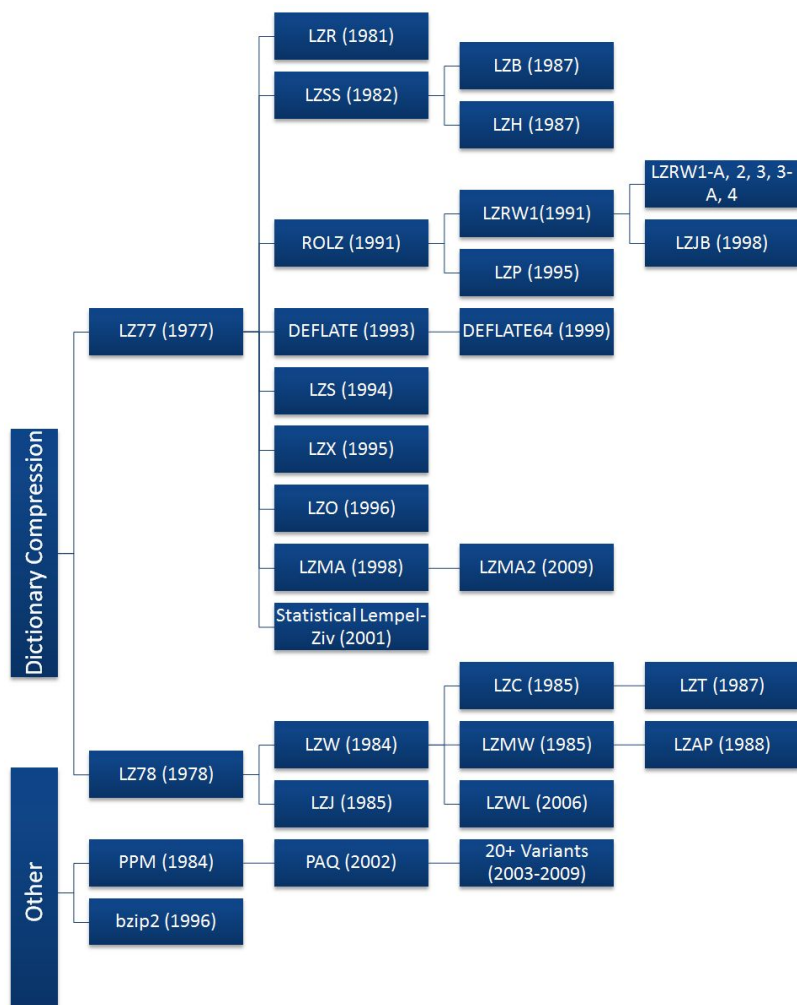 LZR (1981)
LZSS (1982)
LZB (1987)
LZH (1987)
LZRW1-A, 2, 3, 3-
A, 4
LZRW1(1991)
ROLZ (1991)
LZJB (1998)
LZP (1995)
LZ77 (1977)
DEFLATE (1993)
DEFLATE64 (1999)
LZS (1994)
LZX (1995)
LZO (1996)
Dictionary Compression
LZMA (1998)
LZMA2 (2009)
Statistical Lempel-
Ziv (2001)
LZC (1985)
LZT (1987)
LZW (1984)
LZMW (1985)
LZAP (1988)
LZ78 (1978)
LZJ (1985)
LZWL (2006)
Other
PPM (1984)
PAQ (2002)
20+ Variants
(2003-2009)
bzip2 (1996)